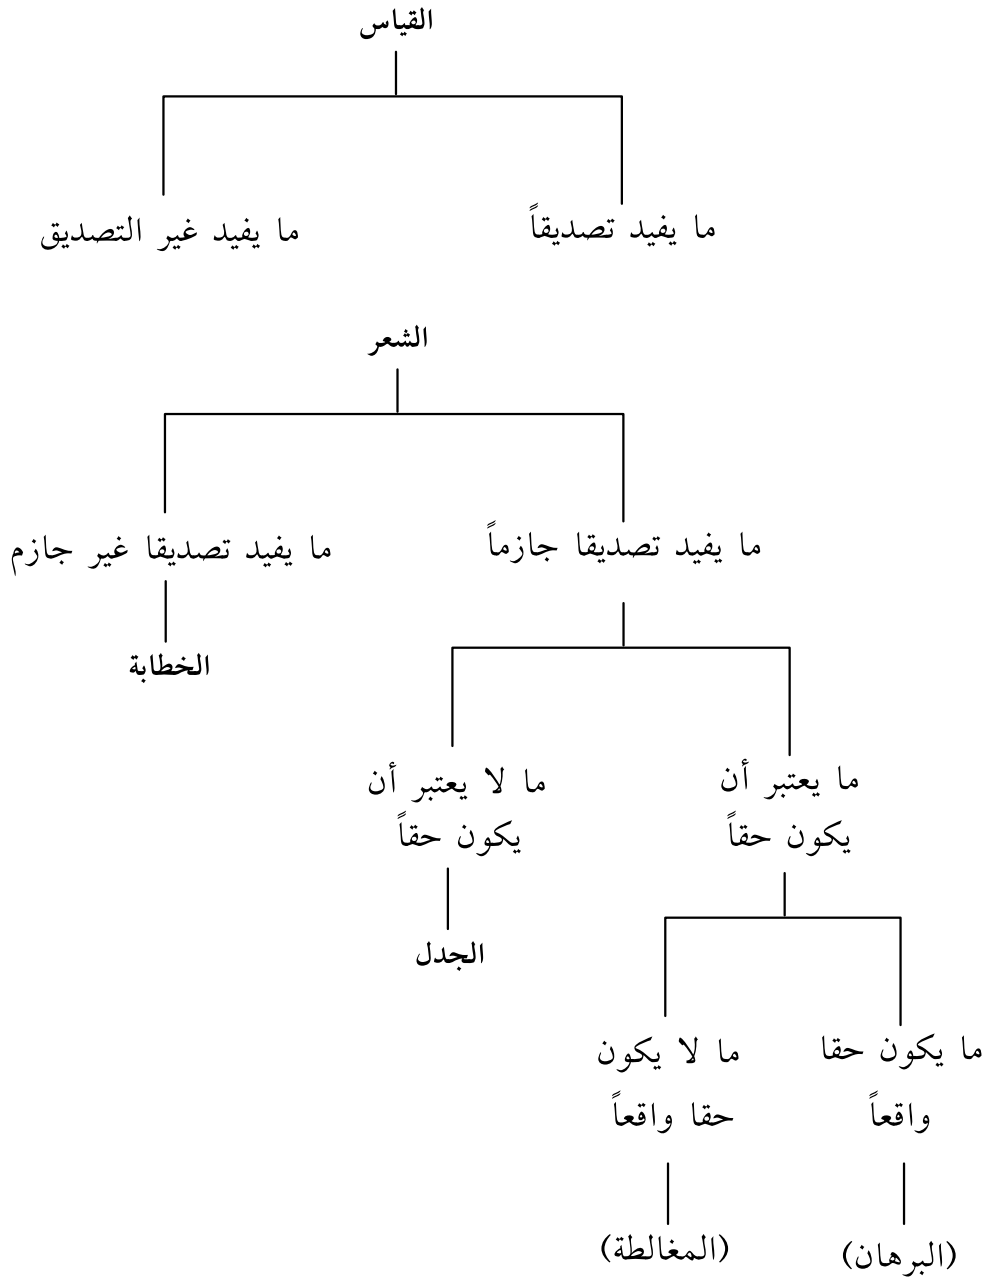 القياس
ما يفيد تصديقاً
ما يفيد غير التصديق
الشعر
ما يفيد تصديقا جازماً
ما يفيد تصديقا غير جازم
الخطابة
ما يعتبر أن
يكون حقاً
ما لا يعتبر أن
يكون حقاً
الجدل
ما يكون حقا
واقعاً
ما لا يكون
حقا واقعاً
(البرهان)
(المغالطة)